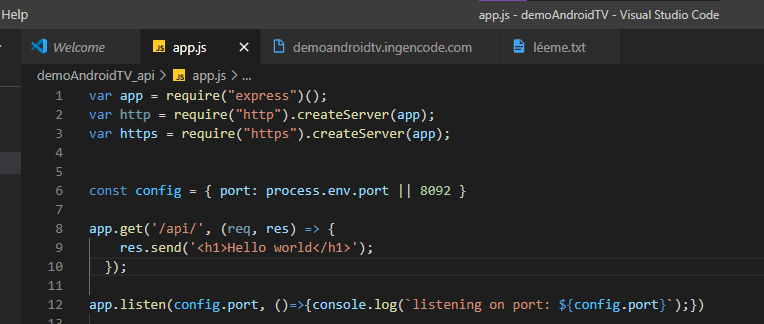 Help
app.js - demoAndroidTV - Visual Studio Code
Welcome
JS app.js ×
demoandroidtv.ingencode.com
léeme.txt
demoAndroidTV_api > JS app.js > ...
1 var app = require("express")();
2 var http = require("http").createServer(app);
3 var https = require("https").createServer(app);
4
5
6 const config = { port: process.env.port || 8092 }
7
8 app.get('/api/', (req, res) => {
9     res.send('<h1>Hello world</h1>');
10   });
11
12 app.listen(config.port, ()=>{console.log(`listening on port: ${config.port}`);})
13